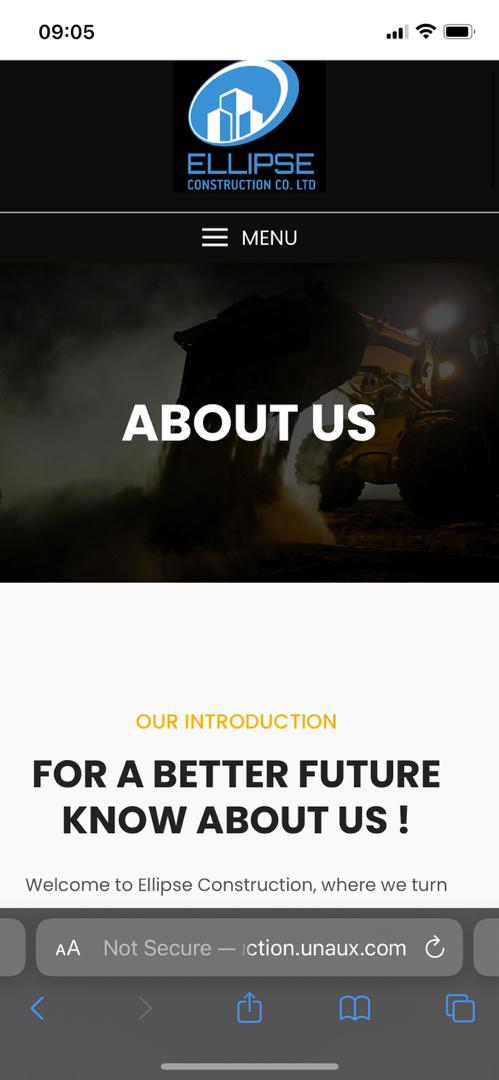 09:05
ELLIPSE
CONSTRUCTION CO. LTD
MENU
ABOUT US
OUR INTRODUCTION
FOR A BETTER FUTURE
KNOW ABOUT US !
Welcome to Ellipse Construction, where we turn
AA Not Secure — ction.unaux.com